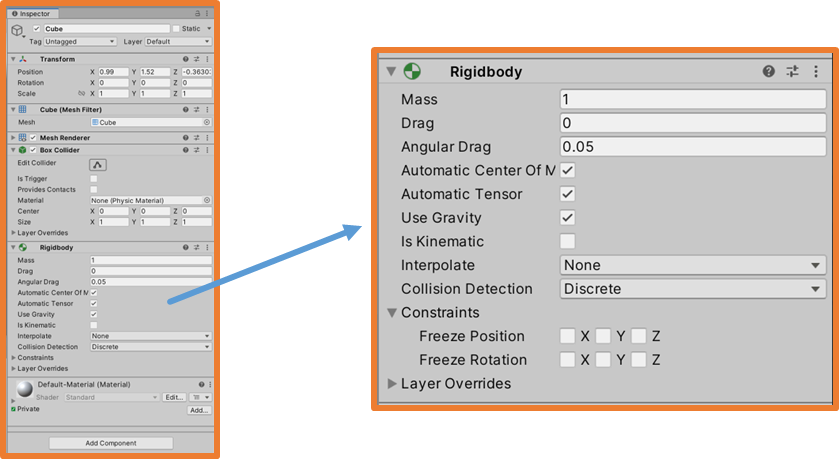 Inspector
Cube Static
Tag Untagged Layer Default
Transform
Position X 0.99 Y 1.52 Z -0.3630
Rotation X 0 Y 0 Z 0
Scale X 1 Y 1 Z 1
Cube (Mesh Filter)
Mesh Cube
Mesh Renderer
Box Collider
Edit Collider
Is Trigger
Provides Contacts
Material None (Physic Material)
Center X 0 Y 0 Z 0
Size X 1 Y 1 Z 1
Layer Overrides
Rigidbody
Mass 1
Drag 0
Angular Drag 0.05
Automatic Center Of M
Automatic Tensor
Use Gravity
Is Kinematic
Interpolate None
Collision Detection Discrete
Constraints
Layer Overrides
Default-Material (Material)
Shader Standard Edit...
Private
Add...
Add Component
Rigidbody
Mass 1
Drag 0
Angular Drag 0.05
Automatic Center Of M
Automatic Tensor
Use Gravity
Is Kinematic
Interpolate None
Collision Detection Discrete
Constraints
Freeze Position X Y Z
Freeze Rotation X Y Z
Layer Overrides